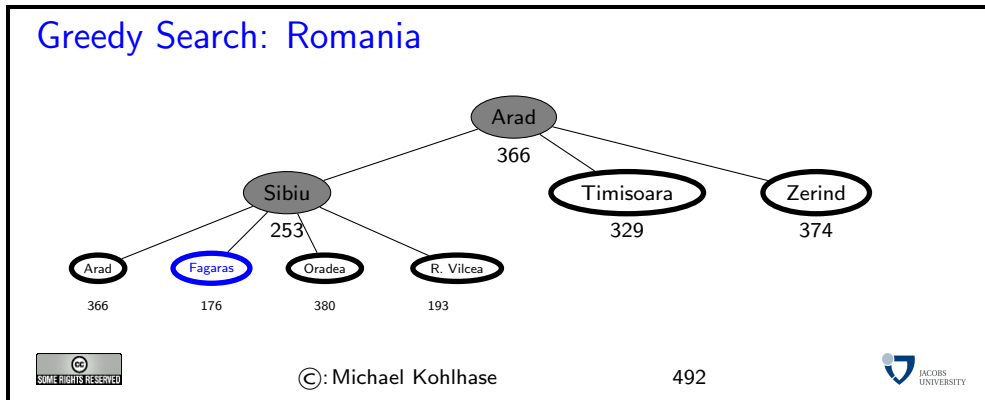 Greedy Search: Romania
Arad
366
Sibiu
Timisoara
Zerind
253
329
374
Arad
Fagaras
Oradea
R. Vilcea
366
176
380
193
cc
SOME RIGHTS RESERVED
©: Michael Kohlhase
492
JACOBS
UNIVERSITY